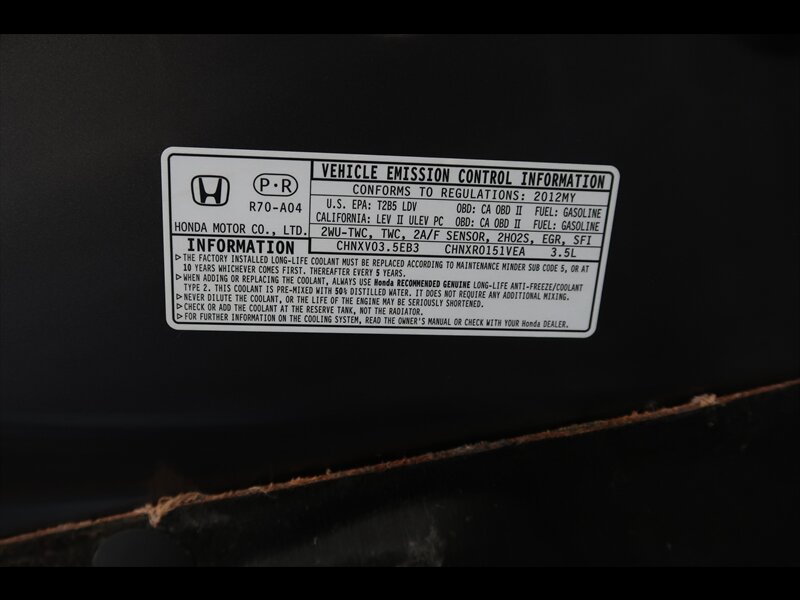 P·R
R70-A04
HONDA MOTOR CO., LTD.
VEHICLE EMISSION CONTROL INFORMATION
CONFORMS TO REGULATIONS: 2012MY
U.S. EPA: T2B5 LDV OBD: CA OBD II FUEL: GASOLINE
CALIFORNIA: LEV II ULEV PC OBD: CA OBD II FUEL: GASOLINE
2WU-TWC, TWC, 2A/F SENSOR, 2HO2S, EGR, SFI
CHNXV03.5EB3 CHNXR0151VEA 3.5L
INFORMATION
▷THE FACTORY INSTALLED LONG-LIFE COOLANT MUST BE REPLACED ACCORDING TO MAINTENANCE MINDER SUB CODE 5, OR AT
10 YEARS WHICHEVER COMES FIRST. THEREAFTER EVERY 5 YEARS.
▷WHEN ADDING OR REPLACING THE COOLANT, ALWAYS USE Honda RECOMMENDED GENUINE LONG-LIFE ANTI-FREEZE/COOLANT
TYPE 2. THIS COOLANT IS PRE-MIXED WITH 50% DISTILLED WATER. IT DOES NOT REQUIRE ANY ADDITIONAL MIXING.
▷NEVER DILUTE THE COOLANT, OR THE LIFE OF THE ENGINE MAY BE SERIOUSLY SHORTENED.
▷CHECK OR ADD THE COOLANT AT THE RESERVE TANK, NOT THE RADIATOR.
▷FOR FURTHER INFORMATION ON THE COOLING SYSTEM, READ THE OWNER'S MANUAL OR CHECK WITH YOUR Honda DEALER.